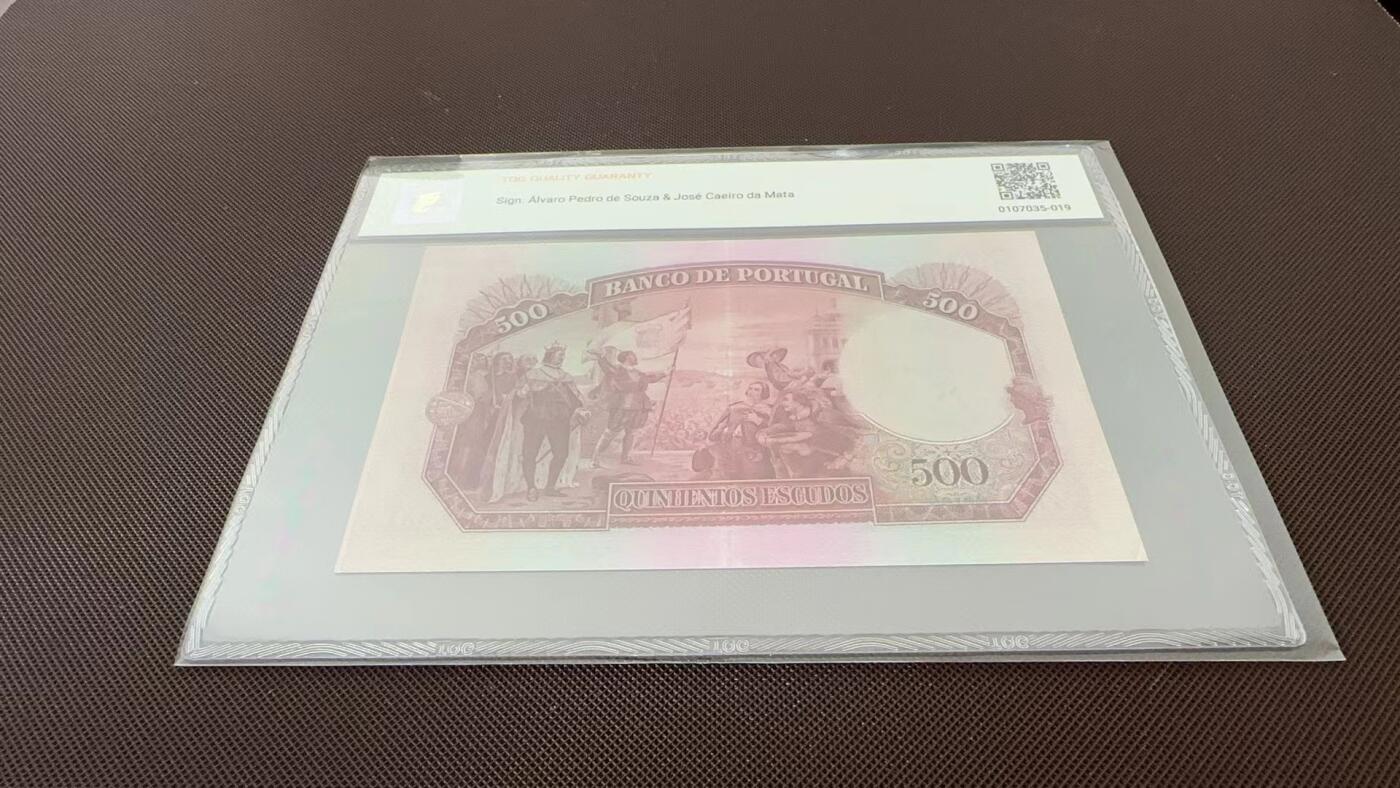 TQG QUALITY GUARANTY
Sign. Álvaro Pedro de Souza & José Caeiro da Mata
0107035-019
BANCO DE PORTUGAL
500
500
500
QUINHENTOS ESCUDOS